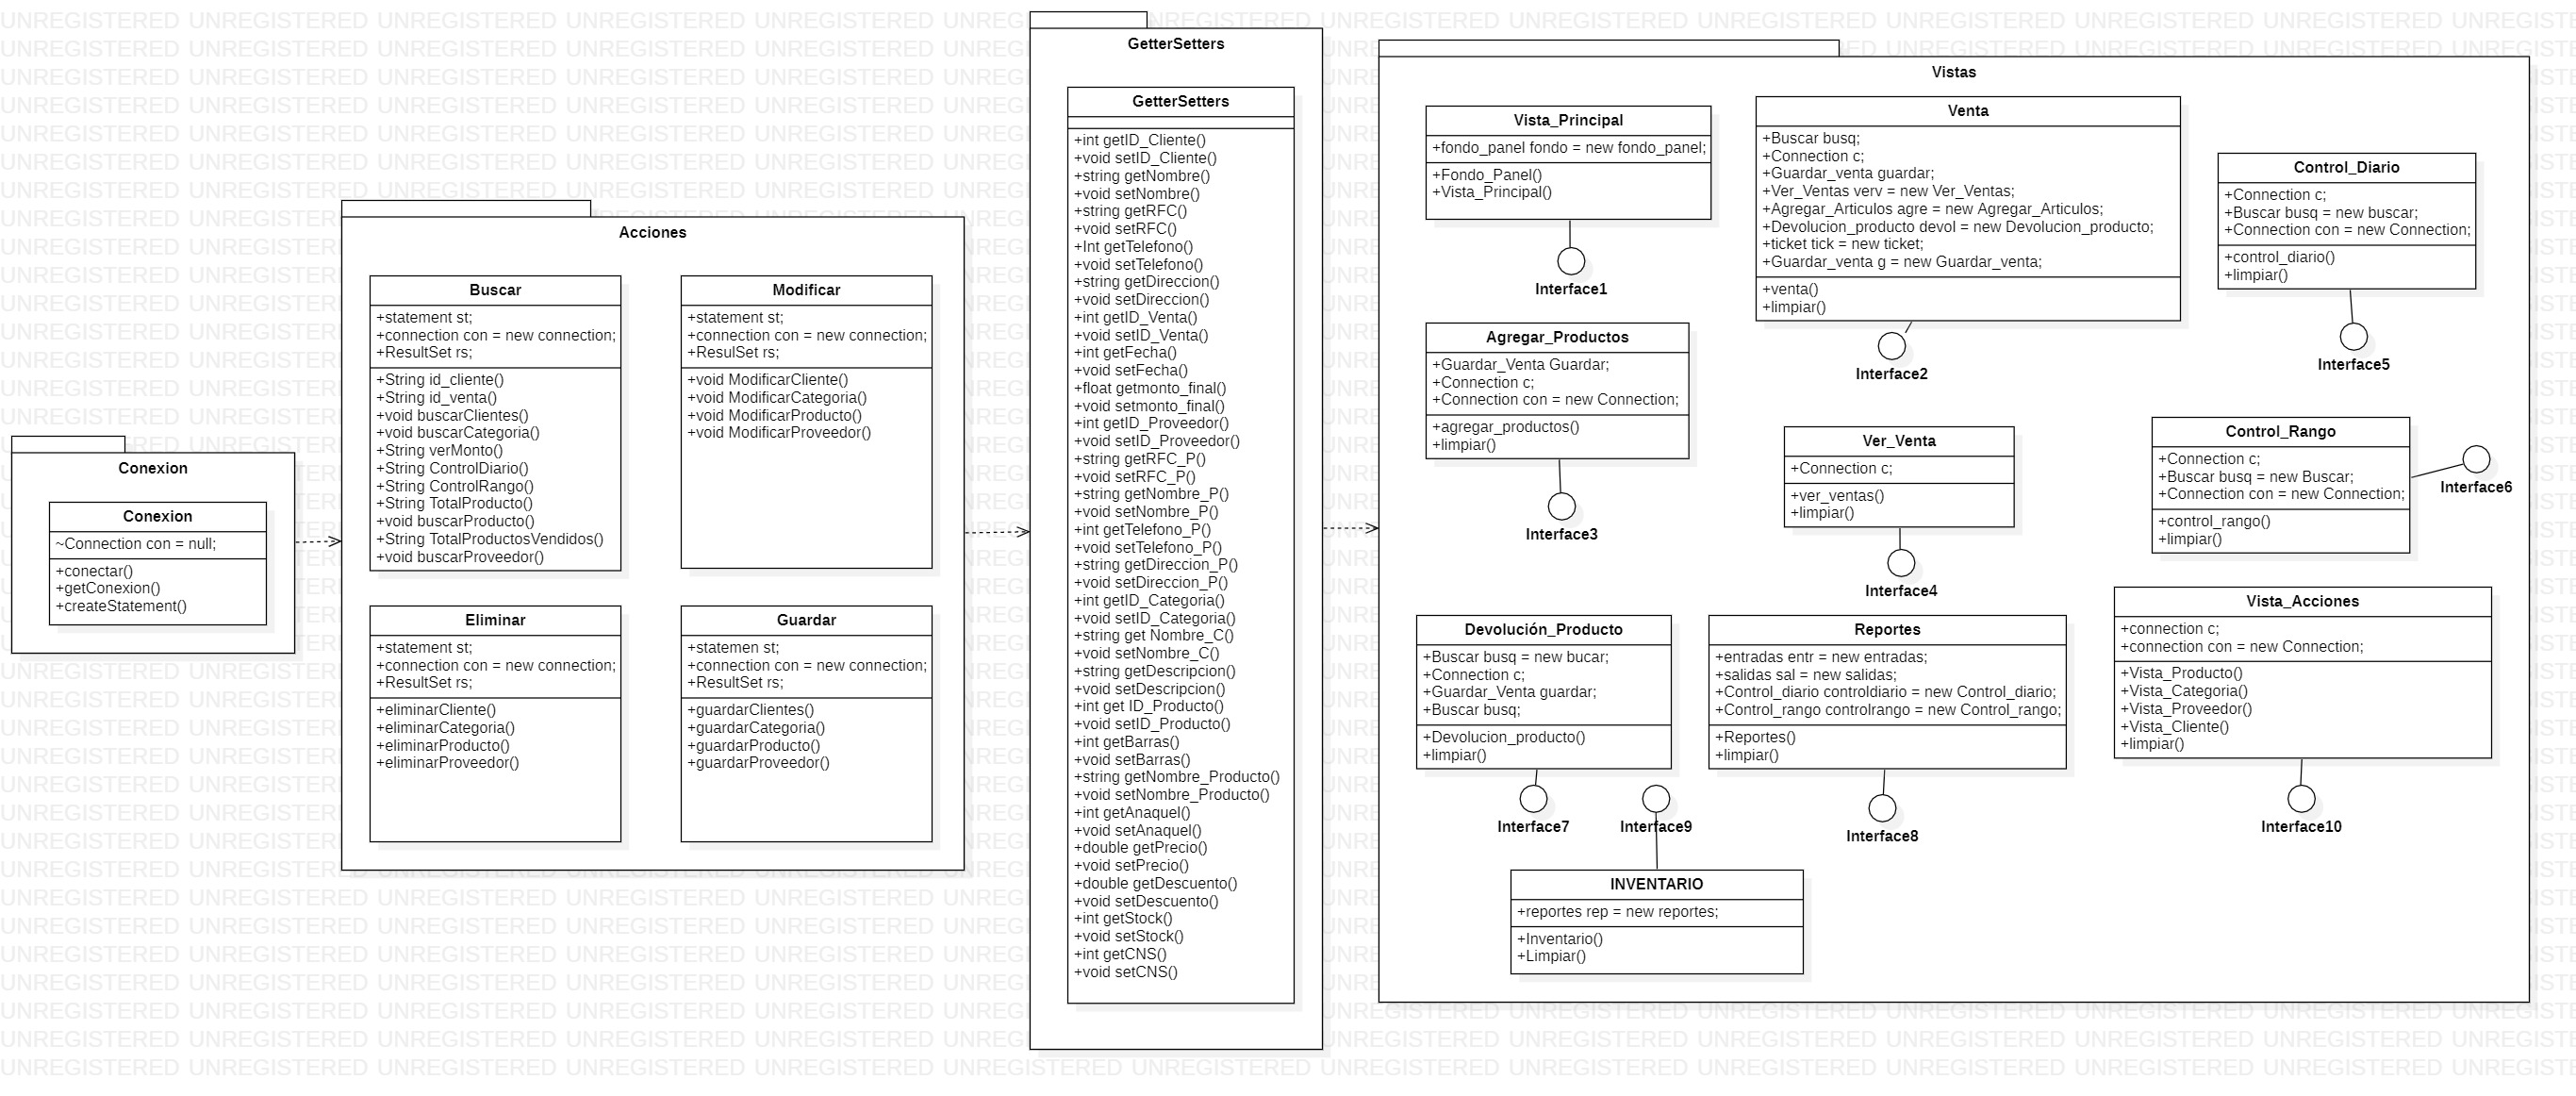 Conexion
Conexion
~Connection con = null;
+conectar()
+getConexion()
+createStatement()
Acciones
Buscar
+statement st;
+connection con = new connection;
+ResultSet rs;
+String id_cliente()
+String id_venta()
+void buscarClientes()
+void buscarCategoria()
+String verMonto()
+String ControlDiario()
+String ControlRango()
+String TotalProducto()
+void buscarProducto()
+String TotalProductosVendidos()
+void buscarProveedor()
Modificar
+statement st;
+connection con = new connection;
+ResulSet rs;
+void ModificarCliente()
+void ModificarCategoria()
+void ModificarProducto()
+void ModificarProveedor()
Eliminar
+statement st;
+connection con = new connection;
+ResultSet rs;
+eliminarCliente()
+eliminarCategoria()
+eliminarProducto()
+eliminarProveedor()
Guardar
+statemen st;
+connection con = new connection;
+ResultSet rs;
+guardarClientes()
+guardarCategoria()
+guardarProducto()
+guardarProveedor()
GetterSetters
GetterSetters
+int getID_Cliente()
+void setID_Cliente()
+string getNombre()
+void setNombre()
+string getRFC()
+void setRFC()
+Int getTelefono()
+void setTelefono()
+string getDireccion()
+void setDireccion()
+int getID_Venta()
+void setID_Venta()
+int getFecha()
+void setFecha()
+float getmonto_final()
+void setmonto_final()
+int getID_Proveedor()
+void setID_Proveedor()
+string getRFC_P()
+void setRFC_P()
+string getNombre_P()
+void setNombre_P()
+int getTelefono_P()
+void setTelefono_P()
+string getDireccion_P()
+void setDireccion_P()
+int getID_Categoria()
+void setID_Categoria()
+string get Nombre_C()
+void setNombre_C()
+string getDescripcion()
+void setDescripcion()
+int get ID_Producto()
+void setID_Producto()
+int getBarras()
+void setBarras()
+string getNombre_Producto()
+void setNombre_Producto()
+int getAnaquel()
+void setAnaquel()
+double getPrecio()
+void setPrecio()
+double getDescuento()
+void setDescuento()
+int getStock()
+void setStock()
+int getCNS()
+void setCNS()
Vistas
Vista_Principal
+fondo_panel fondo = new fondo_panel;
+Fondo_Panel()
+Vista_Principal()
Interface1
Venta
+Buscar busq;
+Connection c;
+Guardar_venta guardar;
+Ver_Ventas verv = new Ver_Ventas;
+Agregar_Articulos agre = new Agregar_Articulos;
+Devolucion_producto devol = new Devolucion_producto;
+ticket tick = new ticket;
+Guardar_venta g = new Guardar_venta;
+venta()
+limpiar()
Interface2
Control_Diario
+Connection c;
+Buscar busq = new buscar;
+Connection con = new Connection;
+control_diario()
+limpiar()
Interface5
Agregar_Productos
+Guardar_Venta Guardar;
+Connection c;
+Connection con = new Connection;
+agregar_productos()
+limpiar()
Interface3
Ver_Venta
+Connection c;
+ver_ventas()
+limpiar()
Interface4
Control_Rango
+Connection c;
+Buscar busq = new Buscar;
+Connection con = new Connection;
+control_rango()
+limpiar()
Interface6
Devolución_Producto
+Buscar busq = new bucar;
+Connection c;
+Guardar_Venta guardar;
+Buscar busq;
+Devolucion_producto()
+limpiar()
Interface7
Reportes
+entradas entr = new entradas;
+salidas sal = new salidas;
+Control_diario controldiario = new Control_diario;
+Control_rango controlrango = new Control_rango;
+Reportes()
+limpiar()
Interface8
Vista_Acciones
+connection c;
+connection con = new Connection;
+Vista_Producto()
+Vista_Categoria()
+Vista_Proveedor()
+Vista_Cliente()
+limpiar()
Interface10
Interface9
INVENTARIO
+reportes rep = new reportes;
+Inventario()
+Limpiar()